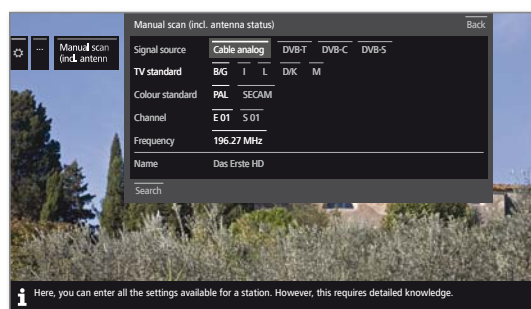 Manual scan (incl. antenna status) Back
... Manual scan
(incl. antenn
Signal source Cable analog DVB-T DVB-C DVB-S
TV standard B/G I L D/K M
Colour standard PAL SECAM
Channel E 01 S 01
Frequency 196.27 MHz
Name Das Erste HD
Search
Here, you can enter all the settings available for a station. However, this requires detailed knowledge.